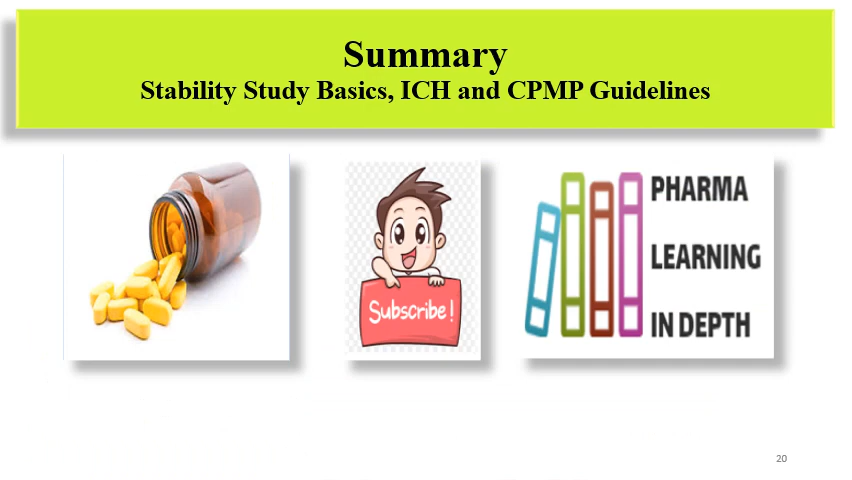 Summary
Stability Study Basics, ICH and CPMP Guidelines
Subscribe!
PHARMA
LEARNING
IN DEPTH
20